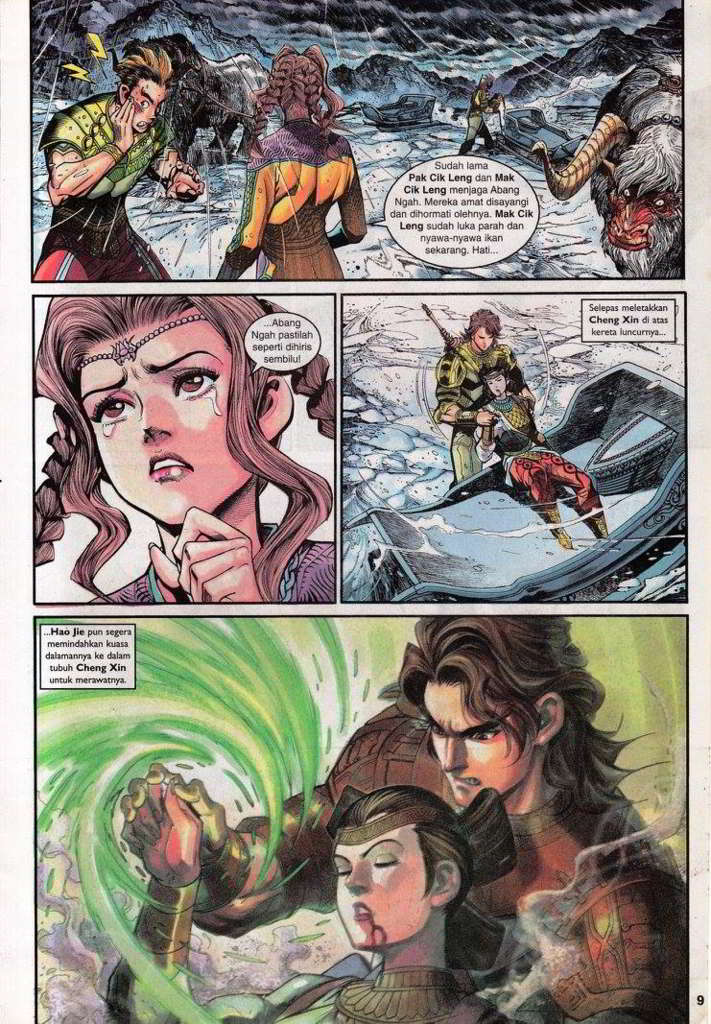 Sudah lama
Pak Cik Leng dan Mak
Cik Leng menjaga Abang
Ngah. Mereka amat disayangi
dan dihormati olehnya. Mak Cik
Leng sudah luka parah dan
nyawa-nyawa ikan
sekarang. Hati...
...Abang
Ngah pastilah
seperti dihiris
sembilu!
Selepas meletakkan
Cheng Xin di atas
kereta luncurnya...
...Hao Jie pun segera
memindahkan kuasa
dalamannya ke dalam
tubuh Cheng Xin
untuk merawatnya.
9